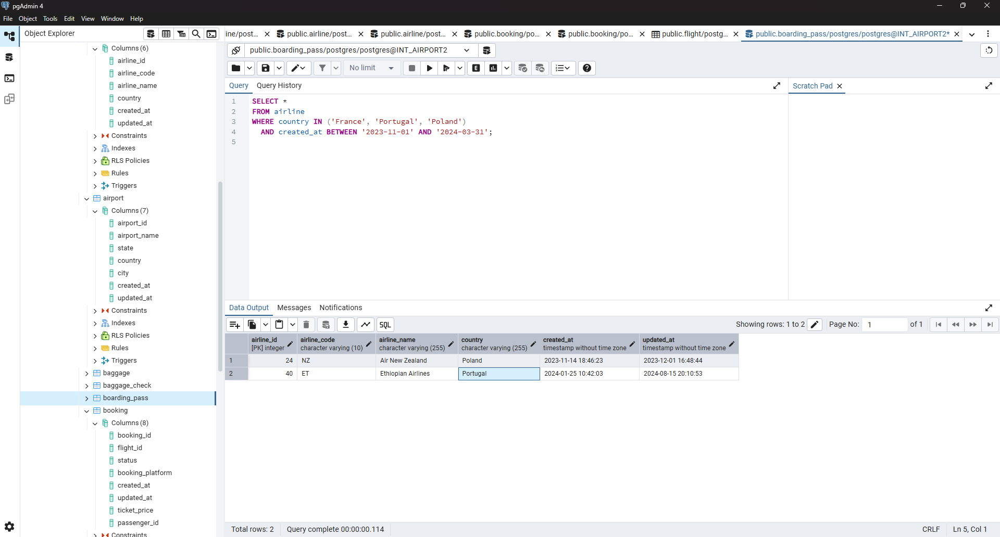 pgAdmin 4
File Object Tools Edit View Window Help
Object Explorer
Columns (6)
airline_id
airline_code
airline_name
country
created_at
updated_at
Constraints
Indexes
RLS Policies
Rules
Triggers
airport
Columns (7)
airport_id
airport_name
state
country
city
created_at
updated_at
Constraints
Indexes
RLS Policies
Rules
Triggers
baggage
baggage_check
boarding_pass
booking
Columns (8)
booking_id
flight_id
status
booking_platform
created_at
updated_at
ticket_price
passenger_id
Constraints
ine/post... public.airline/post... public.airline/post... public.booking/po... public.booking/po... public.flight/postg... public.boarding_pass/postgres/postgres@INT_AIRPORT2*
public.boarding_pass/postgres/postgres@INT_AIRPORT2
No limit E
Query Query History
1 SELECT *
2 FROM airline
3 WHERE country IN ('France', 'Portugal', 'Poland')
4 AND created_at BETWEEN '2023-11-01' AND '2024-03-31';
5
Scratch Pad
Data Output Messages Notifications
SQL Showing rows: 1 to 2 Page No: 1 of 1
airline_id airline_code airline_name country created_at updated_at
[PK] integer character varying (10) character varying (255) character varying (255) timestamp without time zone timestamp without time zone
1 24 NZ Air New Zealand Poland 2023-11-14 18:46:23 2023-12-01 16:48:44
2 40 ET Ethiopian Airlines Portugal 2024-01-25 10:42:03 2024-08-15 20:10:53
Total rows: 2 Query complete 00:00:00.114 CRLF Ln 5, Col 1